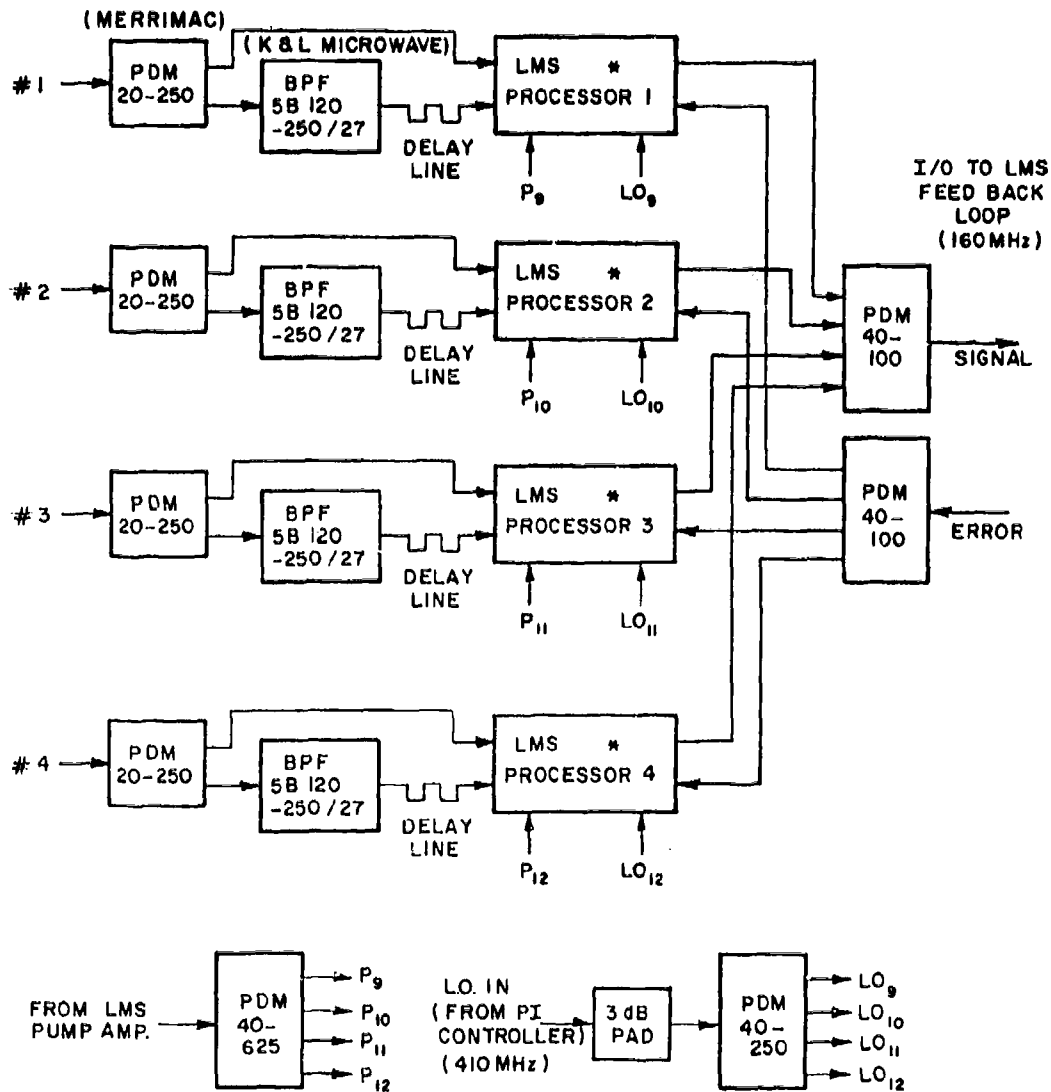 (MERRIMAC)
(K & L MICROWAVE)
#1
PDM
20-250
BPF
5B 120
-250/27
DELAY
LINE
LMS *
PROCESSOR 1
P9
LO9
I/O TO LMS
FEED BACK
LOOP
(160MHz)
#2
PDM
20-250
BPF
5B 120
-250/27
DELAY
LINE
LMS *
PROCESSOR 2
P10
LO10
PDM
40-
100
SIGNAL
#3
PDM
20-250
BPF
5B 120
-250/27
DELAY
LINE
LMS *
PROCESSOR 3
P11
LO11
PDM
40-
100
ERROR
#4
PDM
20-250
BPF
5B 120
-250/27
DELAY
LINE
LMS *
PROCESSOR 4
P12
LO12
FROM LMS
PUMP AMP.
PDM
40-
625
P9
P10
P11
P12
L.O. IN
(FROM PI
CONTROLLER)
(410MHz)
3 dB
PAD
PDM
40-
250
LO9
LO10
LO11
LO12